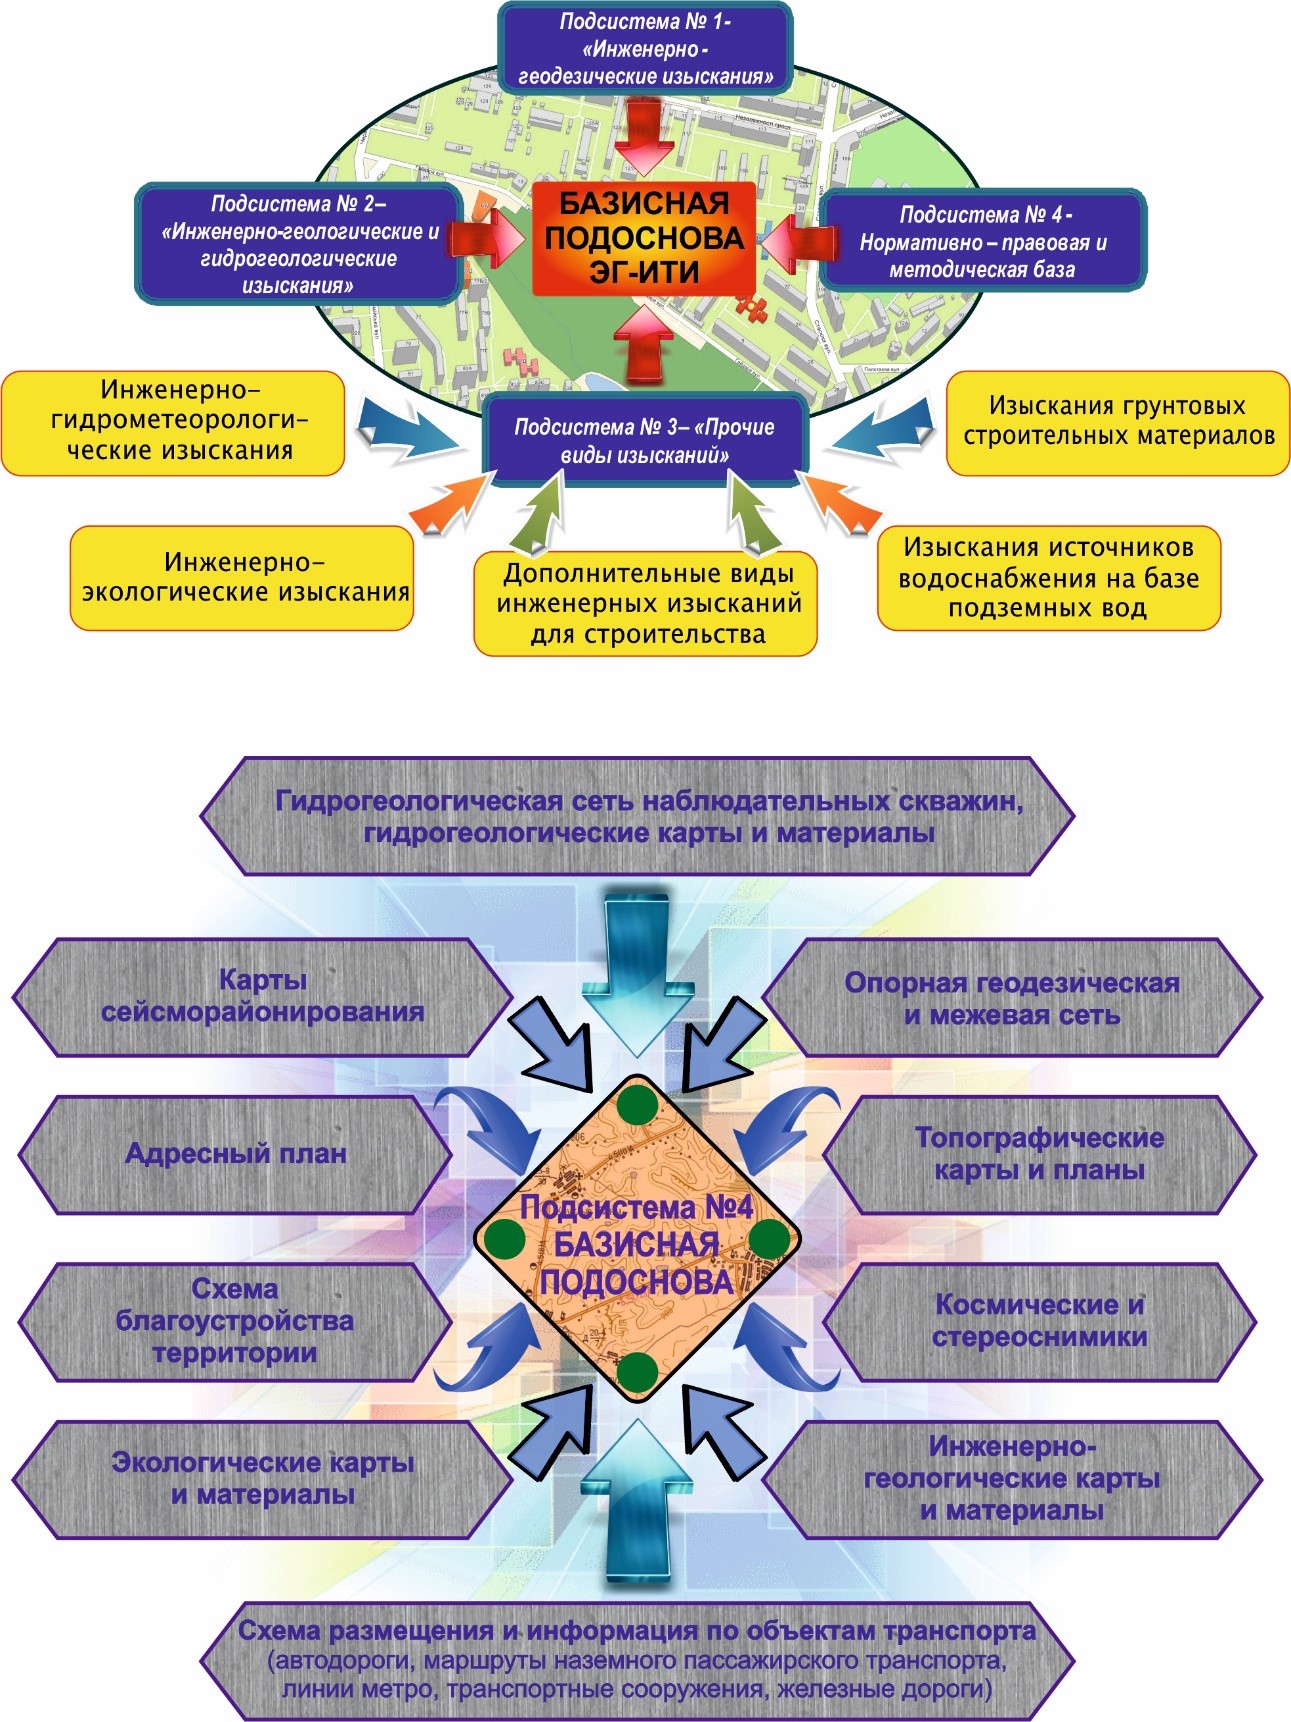 Подсистема № 1-
«Инженерно -
геодезические изыскания»
Незалежнасти просп.
Подсистема № 2–
«Инженерно-геологические и
гидрогеологические
изыскания»
БАЗИСНАЯ
ПОДОСНОВА
ЭГ-ИТИ
Подсистема № 4 -
Нормативно – правовая и
методическая база
Подсистема № 3– «Прочие
виды изысканий»
Инженерно–
гидрометеорологи–
ческие изыскания
Изыскания грунтовых
строительных материалов
Инженерно–
экологические изыскания
Дополнительные виды
инженерных изысканий
для строительства
Изыскания источников
водоснабжения на базе
подземных вод
Гидрогеологическая сеть наблюдательных скважин,
гидрогеологические карты и материалы
Карты
сейсморайонирования
Опорная геодезическая
и межевая сеть
Адресный план
Топографические
карты и планы
Подсистема №4
БАЗИСНАЯ
ПОДОСНОВА
Схема
благоустройства
территории
Космические и
стереоснимики
Экологические карты
и материалы
Инженерно-
геологические карты
и материалы
Схема размещения и информация по объектам транспорта
(автодороги, маршруты наземного пассажирского транспорта,
линии метро, транспортные сооружения, железные дороги)